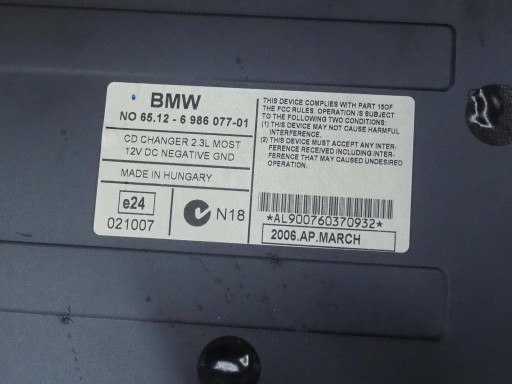 BMW
NO 65.12 - 6 986 077-01
CD CHANGER 2.3L MOST
12V DC NEGATIVE GND
MADE IN HUNGARY
e24
021007
N18
THIS DEVICE COMPLIES WITH PART 15OF
THE FCC RULES. OPERATION IS SUBJECT
TO THE FOLLOWING TWO CONDITIONS:
(1) THIS DEVICE MAY NOT CAUSE HARMFUL
INTERFERENCE.
(2) THIS DEVICE MUST ACCEPT ANY INTER-
FERENCE RECEIVED INCLUDING INTER-
FERENCE THAT MAY CAUSED UNDESIRED
OPERATION.
*AL900760370932*
2006.AP.MARCH